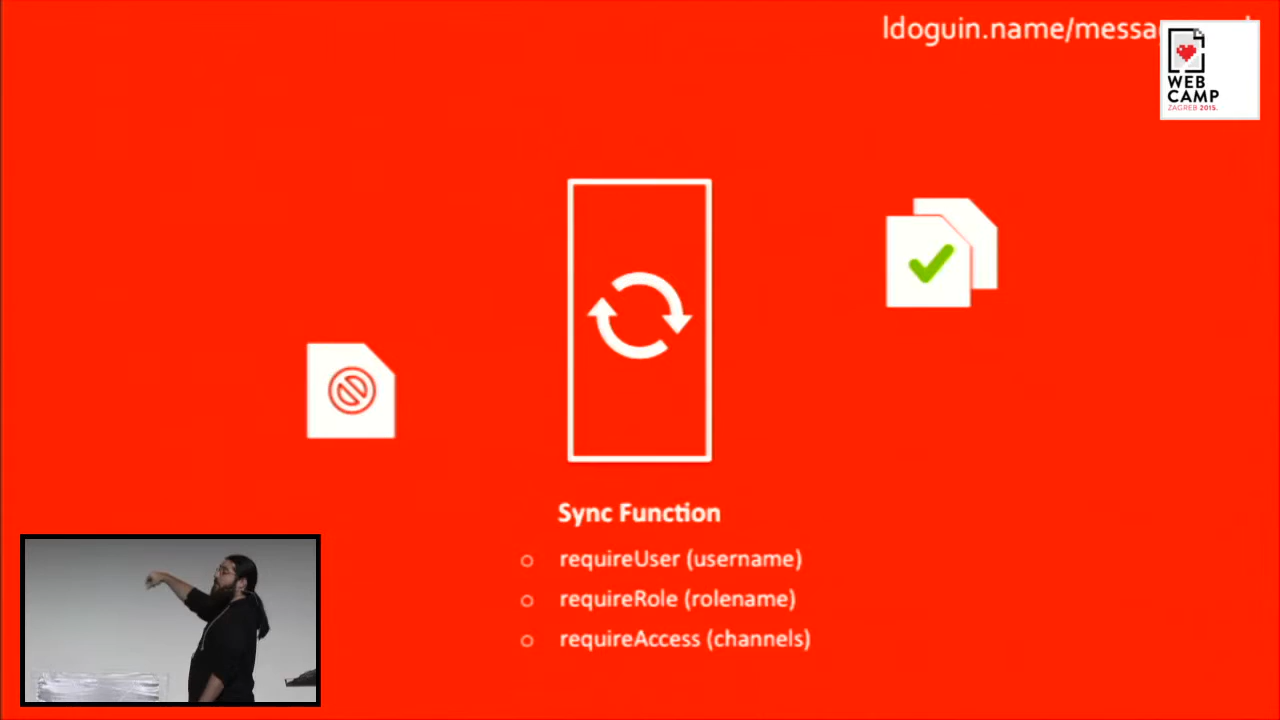 ldoguin.name/messa
WEB
CAMP
ZAGREB 2015.
Sync Function
requireUser (username)
requireRole (rolename)
requireAccess (channels)